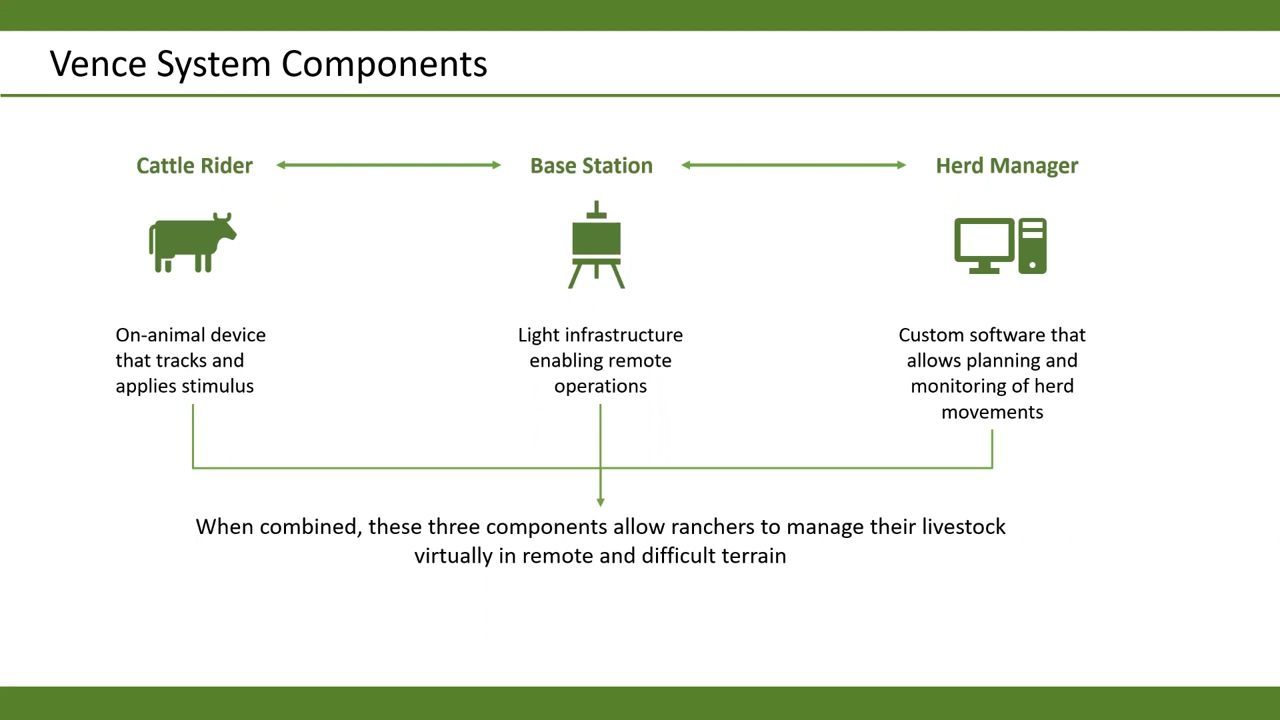 Vence System Components
Cattle Rider
Base Station
Herd Manager
On-animal device
that tracks and
applies stimulus
Light infrastructure
enabling remote
operations
Custom software that
allows planning and
monitoring of herd
movements
When combined, these three components allow ranchers to manage their livestock
virtually in remote and difficult terrain